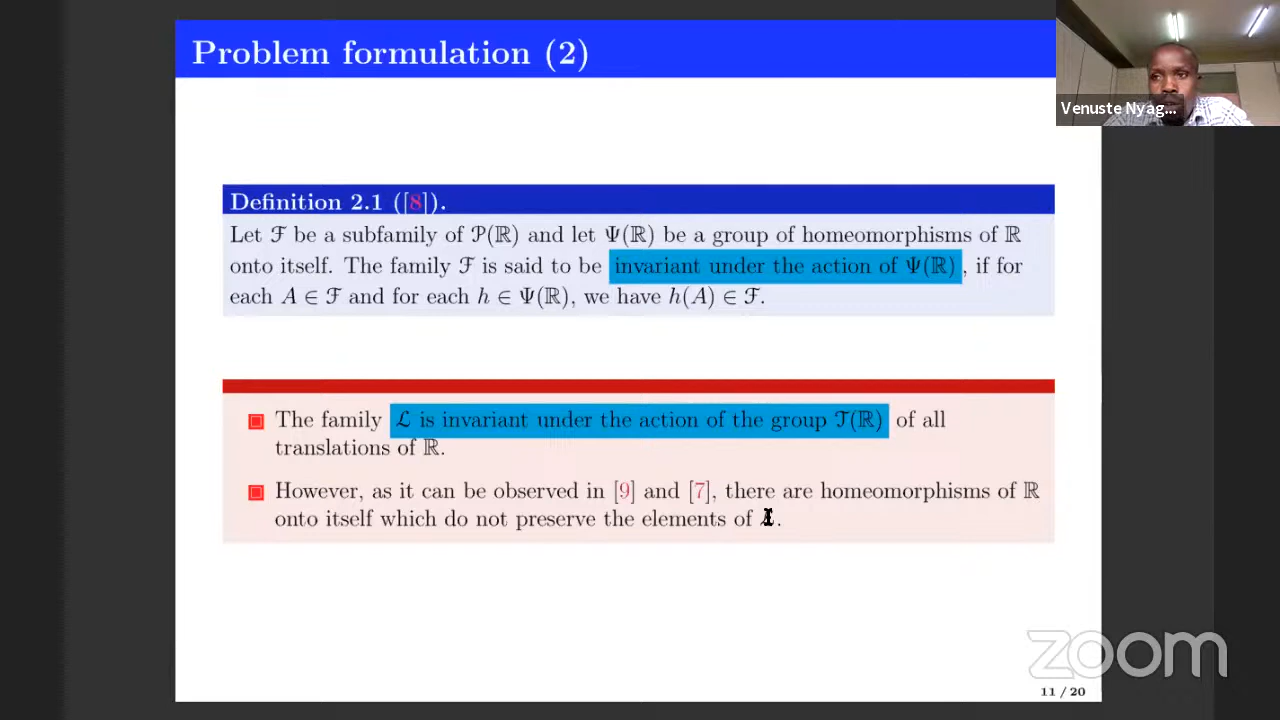 Problem formulation (2)
Venuste Nyag...
Definition 2.1 ([8]).
Let ℱ be a subfamily of 𝒫(ℝ) and let Ψ(ℝ) be a group of homeomorphisms of ℝ
onto itself. The family ℱ is said to be invariant under the action of Ψ(ℝ) , if for
each A ∈ ℱ and for each h ∈ Ψ(ℝ), we have h(A) ∈ ℱ.
The family ℒ is invariant under the action of the group 𝒯(ℝ) of all
translations of ℝ.
However, as it can be observed in [9] and [7], there are homeomorphisms of ℝ
onto itself which do not preserve the elements of .
zoom
11 / 20